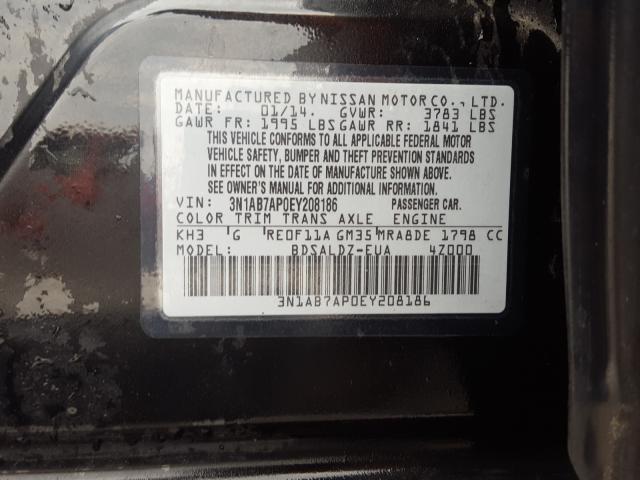 MANUFACTURED BY NISSAN MOTOR CO., LTD.
DATE: 01/14. GVWR: 3783 LBS
GAWR FR: 1995 LBS GAWR RR: 1841 LBS
THIS VEHICLE CONFORMS TO ALL APPLICABLE FEDERAL MOTOR
VEHICLE SAFETY, BUMPER AND THEFT PREVENTION STANDARDS
IN EFFECT ON THE DATE OF MANUFACTURE SHOWN ABOVE.
SEE OWNER'S MANUAL FOR ADDITIONAL INFORMATION.
VIN: 3N1AB7AP0EY208186 PASSENGER CAR.
COLOR TRIM TRANS AXLE ENGINE
KH3 G RE0F11A GM35 MRA8DE 1798 CC
MODEL: BDSALDZ-EUA 4Z000
3N1AB7AP0EY208186